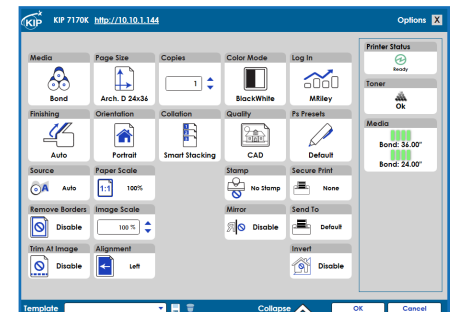 KIP KIP 7170K http://10.10.1.144 Options X
Media Page Size Copies Color Mode Log In
1
Bond Arch. D 24x36 BlackWhite MRiley
Finishing Orientation Collation Quality Ps Presets
Auto Portrait Smart Stacking CAD Default
Source Paper Scale Stamp Secure Print
A Auto 1:1 100% No Stamp None
Remove Borders Image Scale Mirror Send To
Disable 100 % Disable Default
Trim At Image Alignment Invert
Disable Left Disable
Printer Status
Ready
Toner
Ok
Media
Bond: 36.00"
Bond: 24.00"
Template Collapse OK Cancel